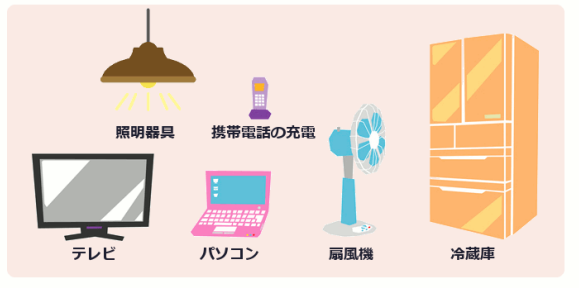 照明器具
携帯電話の充電
テレビ
パソコン
扇風機
冷蔵庫